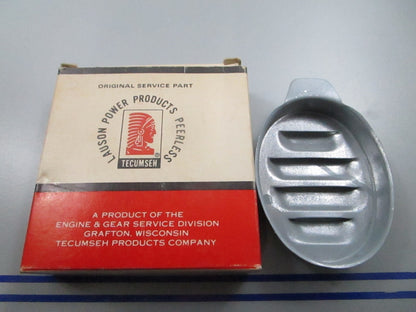 ORIGINAL SERVICE PART
LAUSON POWER PRODUCTS PEERLESS
TECUMSEH
®
A PRODUCT OF THE
ENGINE & GEAR SERVICE DIVISION
GRAFTON, WISCONSIN
TECUMSEH PRODUCTS COMPANY